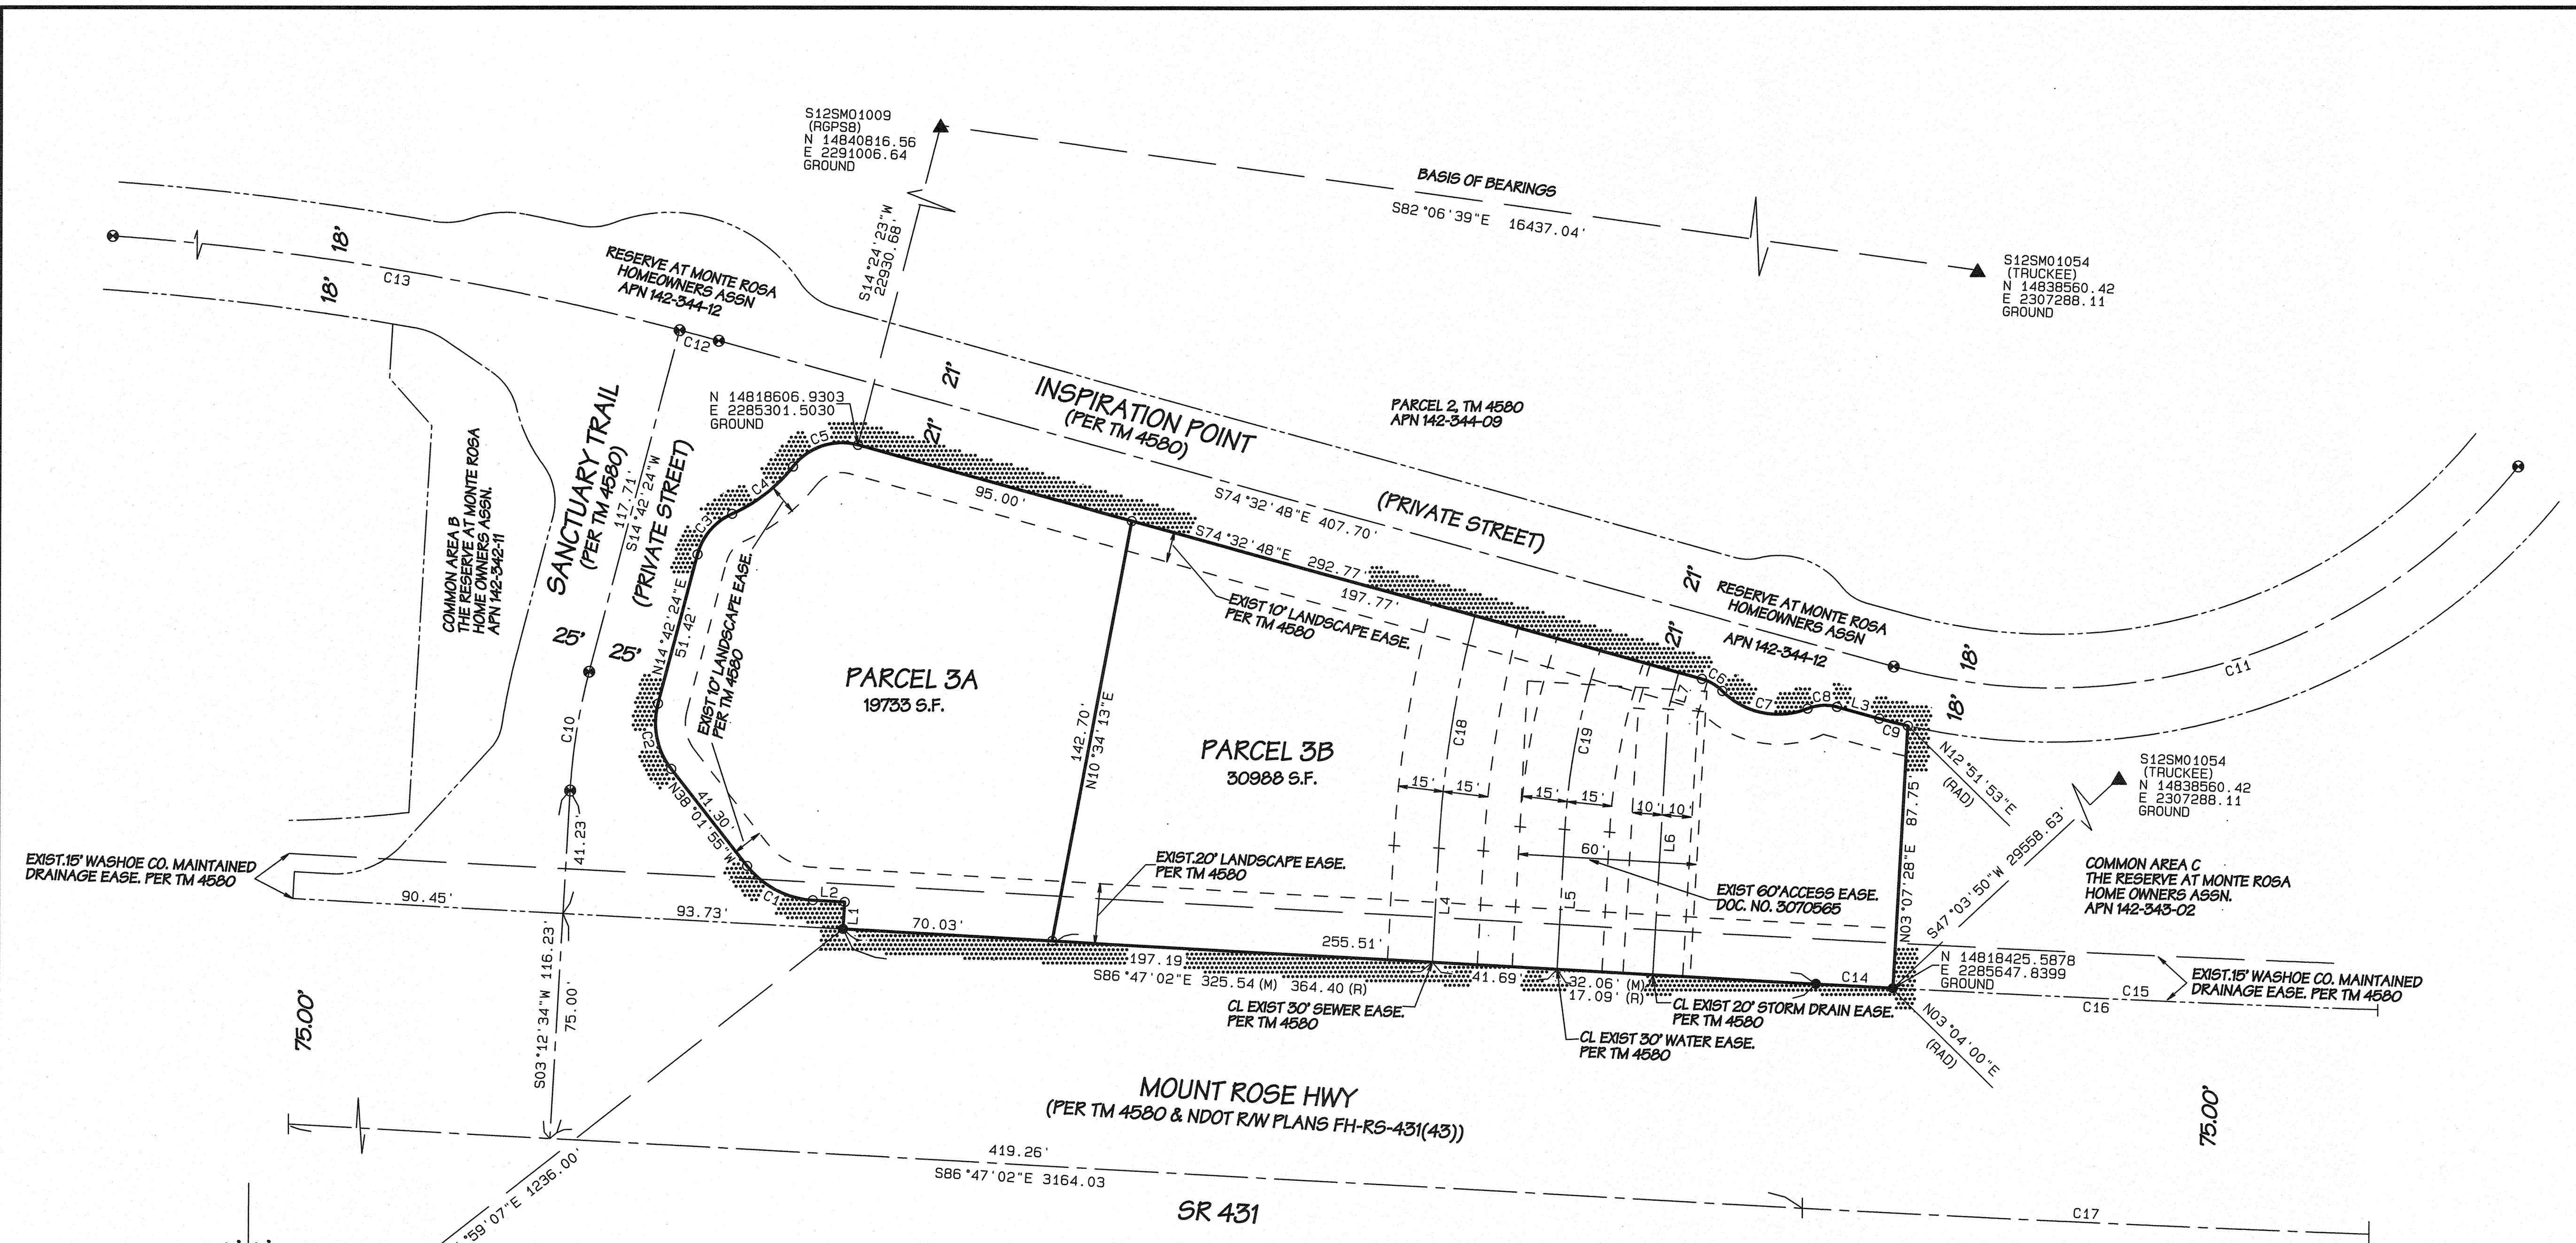 S12SM01009
(RGPS8)
N 14840816.56
E 2291006.64
GROUND
BASIS OF BEARINGS
S82°06'39"E 16437.04'
S12SM01054
(TRUCKEE)
N 14838560.42
E 2307288.11
GROUND
S14°24'23"W
22930.68'
18'
18'
C13
RESERVE AT MONTE ROSA
HOMEOWNERS ASSN
APN 142-344-12
C12
N 14818606.9303
E 2285301.5030
GROUND
21'
21'
INSPIRATION POINT
(PER TM 4580)
PARCEL 2, TM 4580
APN 142-344-09
S74°32'48"E 407.70'
(PRIVATE STREET)
COMMON AREA B
THE RESERVE AT MONTE ROSA
HOME OWNERS ASSN.
APN 142-342-11
SANCTUARY TRAIL
(PER TM 4580)
117.71'
S14°42'24"W
(PRIVATE STREET)
25'
25'
C5
C4
C3
95.00'
S74°32'48"E 292.77'
197.77'
N14°42'24"E
51.42'
EXIST 10' LANDSCAPE EASE.
PER TM 4580
EXIST 10' LANDSCAPE EASE.
PER TM 4580
21'
21'
RESERVE AT MONTE ROSA
HOMEOWNERS ASSN
APN 142-344-12
18'
18'
C11
PARCEL 3A
19733 S.F.
142.70'
N10°34'13"E
PARCEL 3B
30988 S.F.
C18
C19
L7
C6
C7
C8
L3
C9
N12°51'53"E
(RAD)
S12SM01054
(TRUCKEE)
N 14838560.42
E 2307288.11
GROUND
C10
C2
41.30'
N38°01'55"W
41.23'
15'
15'
15'
15'
10'
10'
L6
60'
87.75'
N03°07'28"E
S47°03'50"W 29558.63'
COMMON AREA C
THE RESERVE AT MONTE ROSA
HOME OWNERS ASSN.
APN 142-343-02
EXIST.15' WASHOE CO. MAINTAINED
DRAINAGE EASE. PER TM 4580
90.45'
93.73'
C1
L2
L1
EXIST.20' LANDSCAPE EASE.
PER TM 4580
EXIST 60'ACCESS EASE.
DOC. NO. 3070565
L4
L5
70.03'
255.51'
197.19
S86°47'02"E 325.54 (M) 364.40 (R)
41.69
32.06' (M)
17.09' (R)
C14
N 14818425.5878
E 2285647.8399
GROUND
C15
C16
EXIST.15' WASHOE CO. MAINTAINED
DRAINAGE EASE. PER TM 4580
CL EXIST 30' SEWER EASE.
PER TM 4580
CL EXIST 20' STORM DRAIN EASE.
PER TM 4580
CL EXIST 30' WATER EASE.
PER TM 4580
N03°04'00"E
(RAD)
75.00'
S03°12'34"W 116.23
75.00'
MOUNT ROSE HWY
(PER TM 4580 & NDOT R/W PLANS FH-RS-431(43))
75.00'
419.26'
S86°47'02"E 3164.03
SR 431
C17
°59'07"E 1236.00'